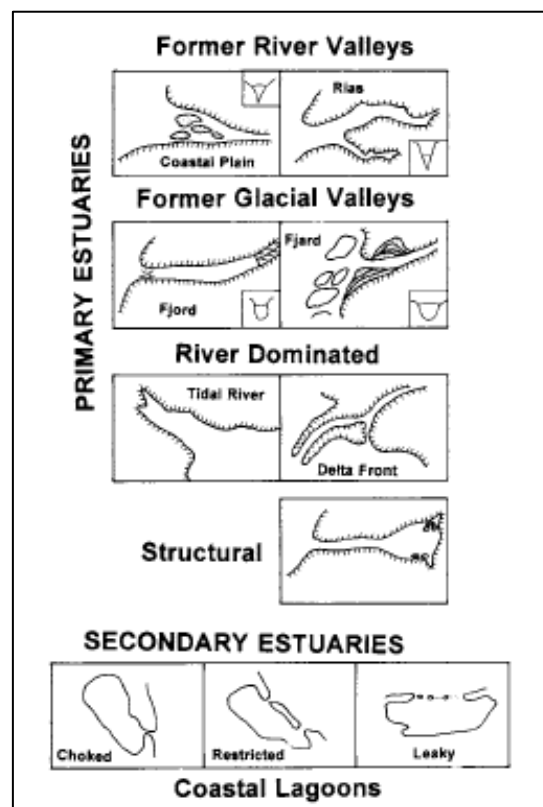 Former River Valleys
PRIMARY ESTUARIES
Coastal Plain
Rias
Former Glacial Valleys
Fjord
Fjard
River Dominated
Tidal River
Delta Front
Structural
SECONDARY ESTUARIES
Choked
Restricted
Leaky
Coastal Lagoons